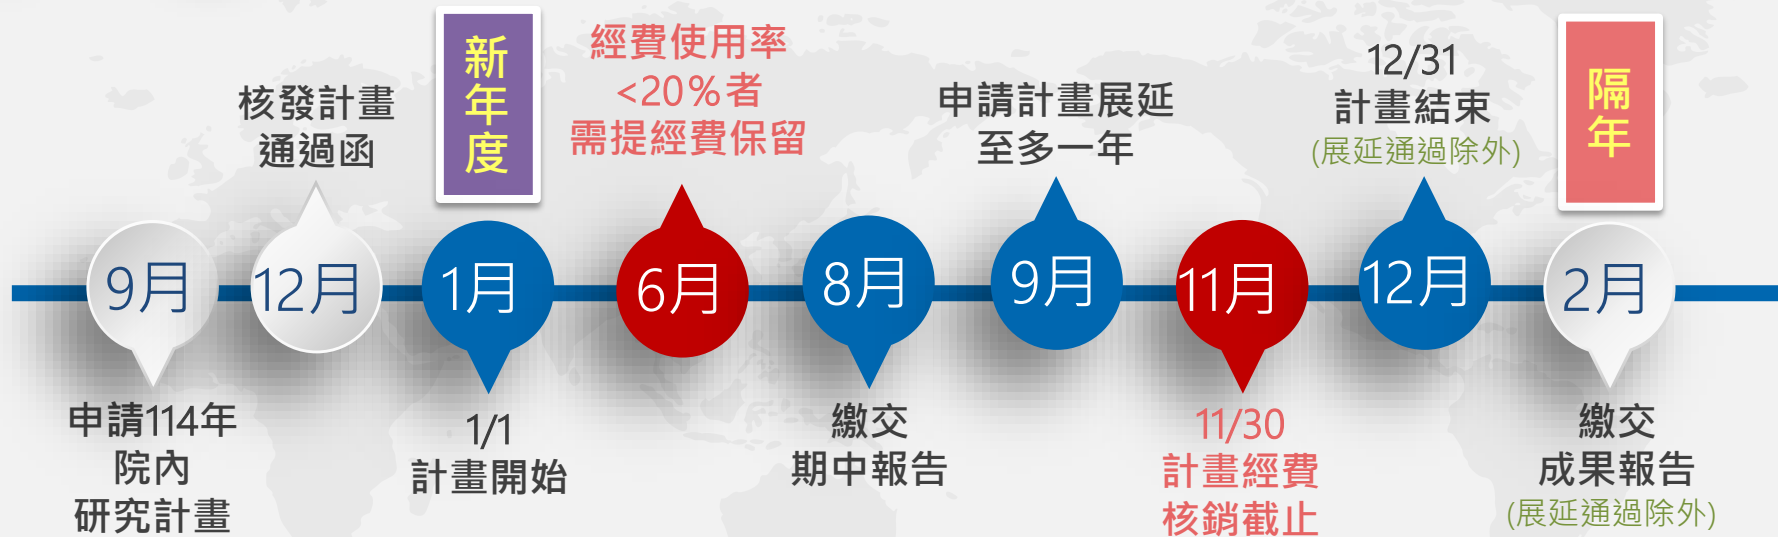 9月
申請114年
院內
研究計畫
核發計畫
通過函
12月
新年度
1月
1/1
計畫開始
經費使用率
<20%者
需提經費保留
6月
8月
繳交
期中報告
申請計畫展延
至多一年
9月
11月
11/30
計畫經費
核銷截止
12/31
計畫結束
(展延通過除外)
12月
隔年
2月
繳交
成果報告
(展延通過除外)